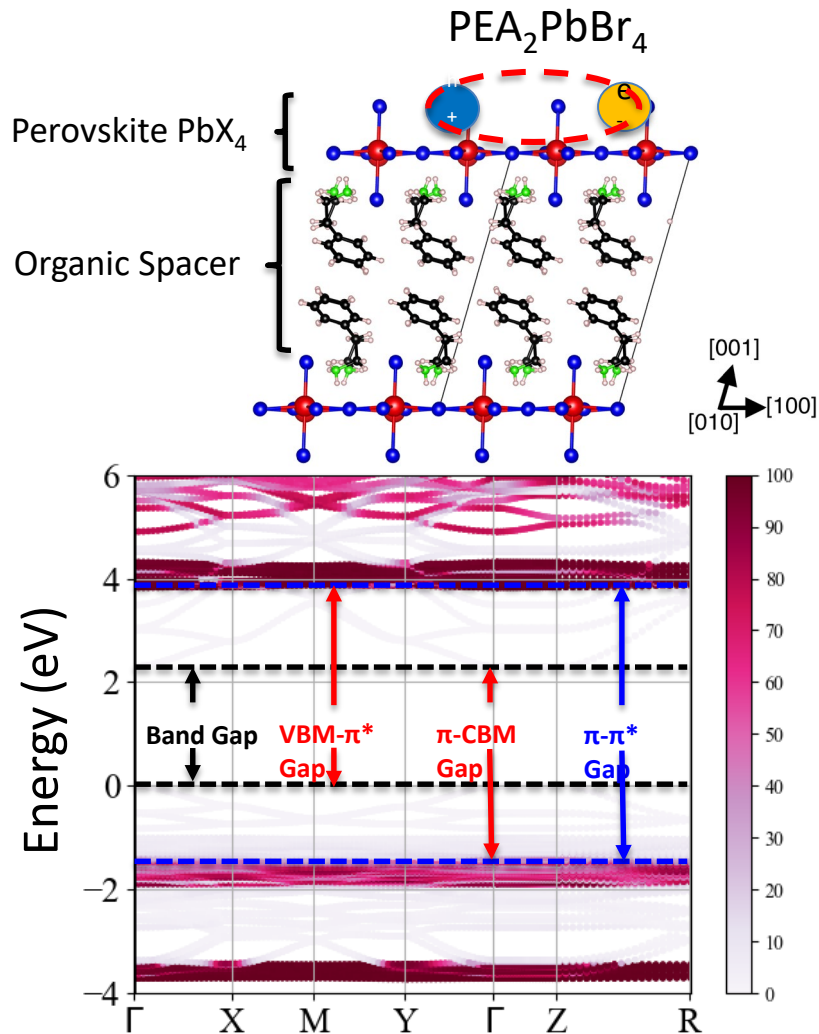 PEA₂PbBr₄
e
+
-
Perovskite PbX₄
Organic Spacer
[001]
[010]
[100]
Energy (eV)
6
4
2
0
−2
−4
Band Gap
VBM-π*
Gap
π-CBM
Gap
π-π*
Gap
Γ X M Y Γ Z R
100
90
80
70
60
50
40
30
20
10
0